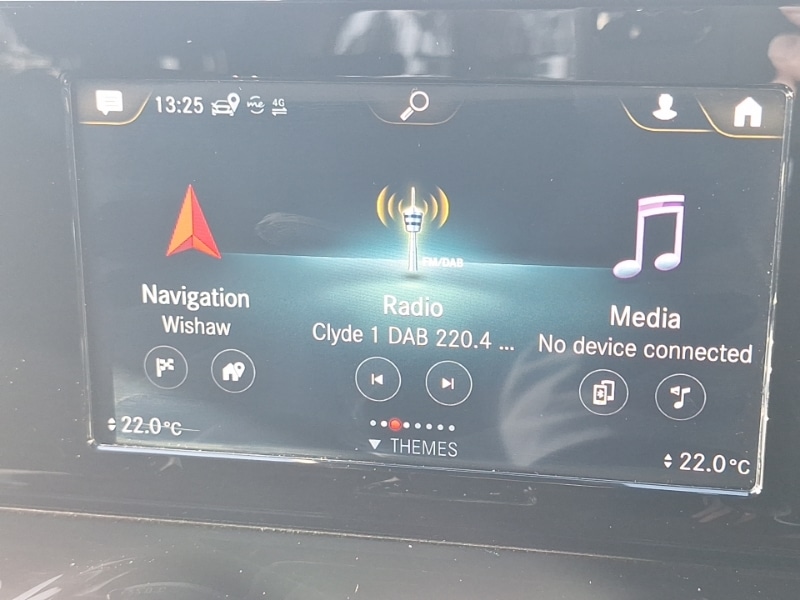 13:25 me 4G
FM/DAB
Navigation
Wishaw
Radio
Clyde 1 DAB 220.4 ...
Media
No device connected
22.0°C
THEMES
22.0°C